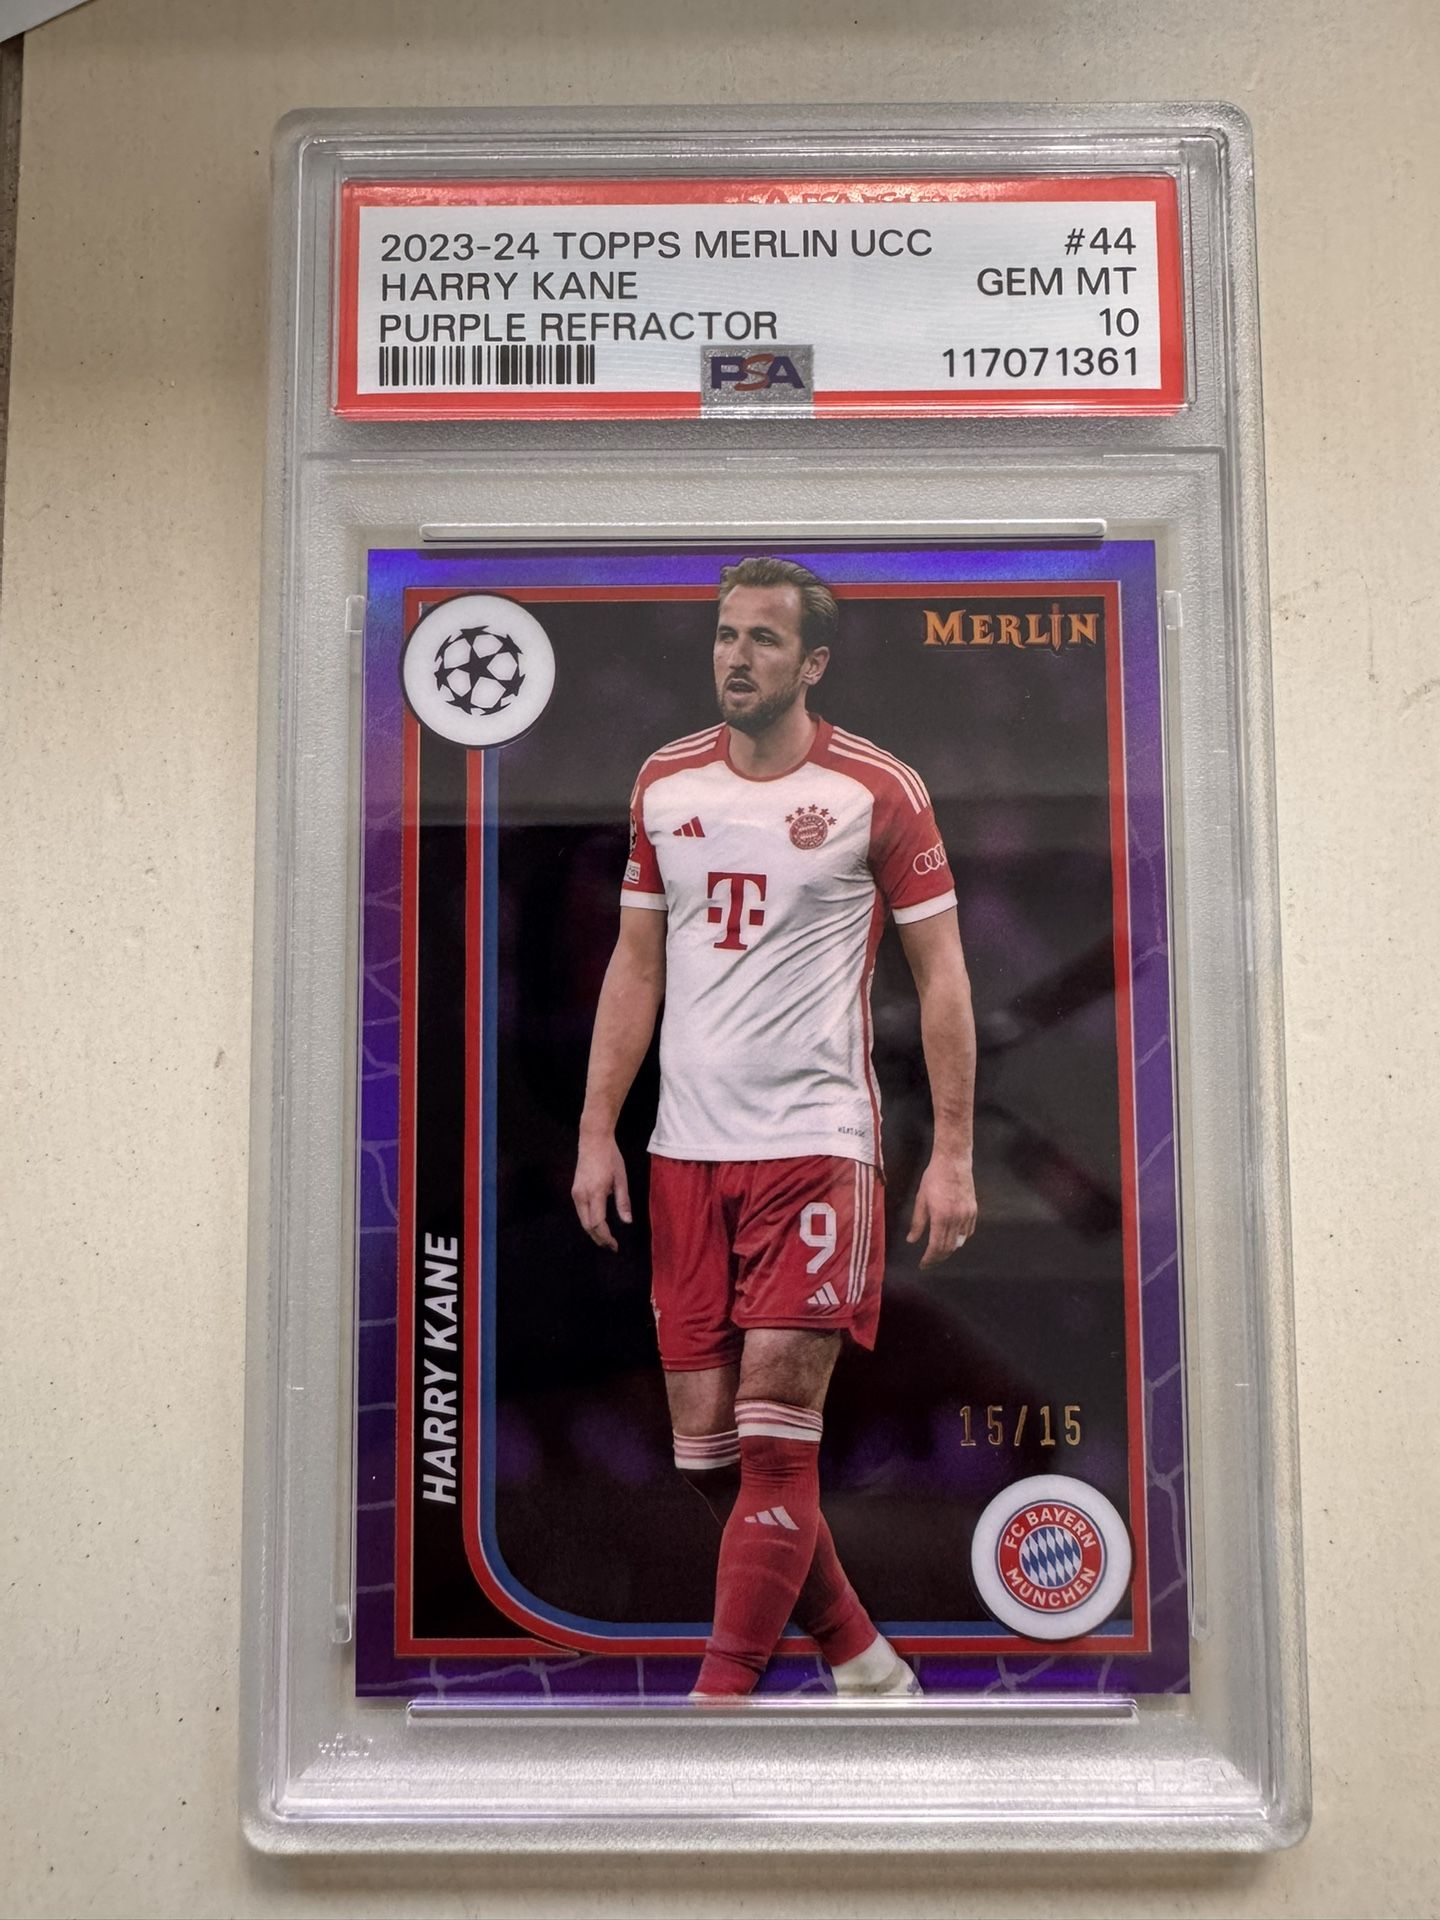 2023-24 TOPPS MERLIN UCC #44
HARRY KANE GEM MT
PURPLE REFRACTOR 10
PSA 117071361
MERLIN
T
9
HARRY KANE
15/15
FC BAYERN
MÜNCHEN